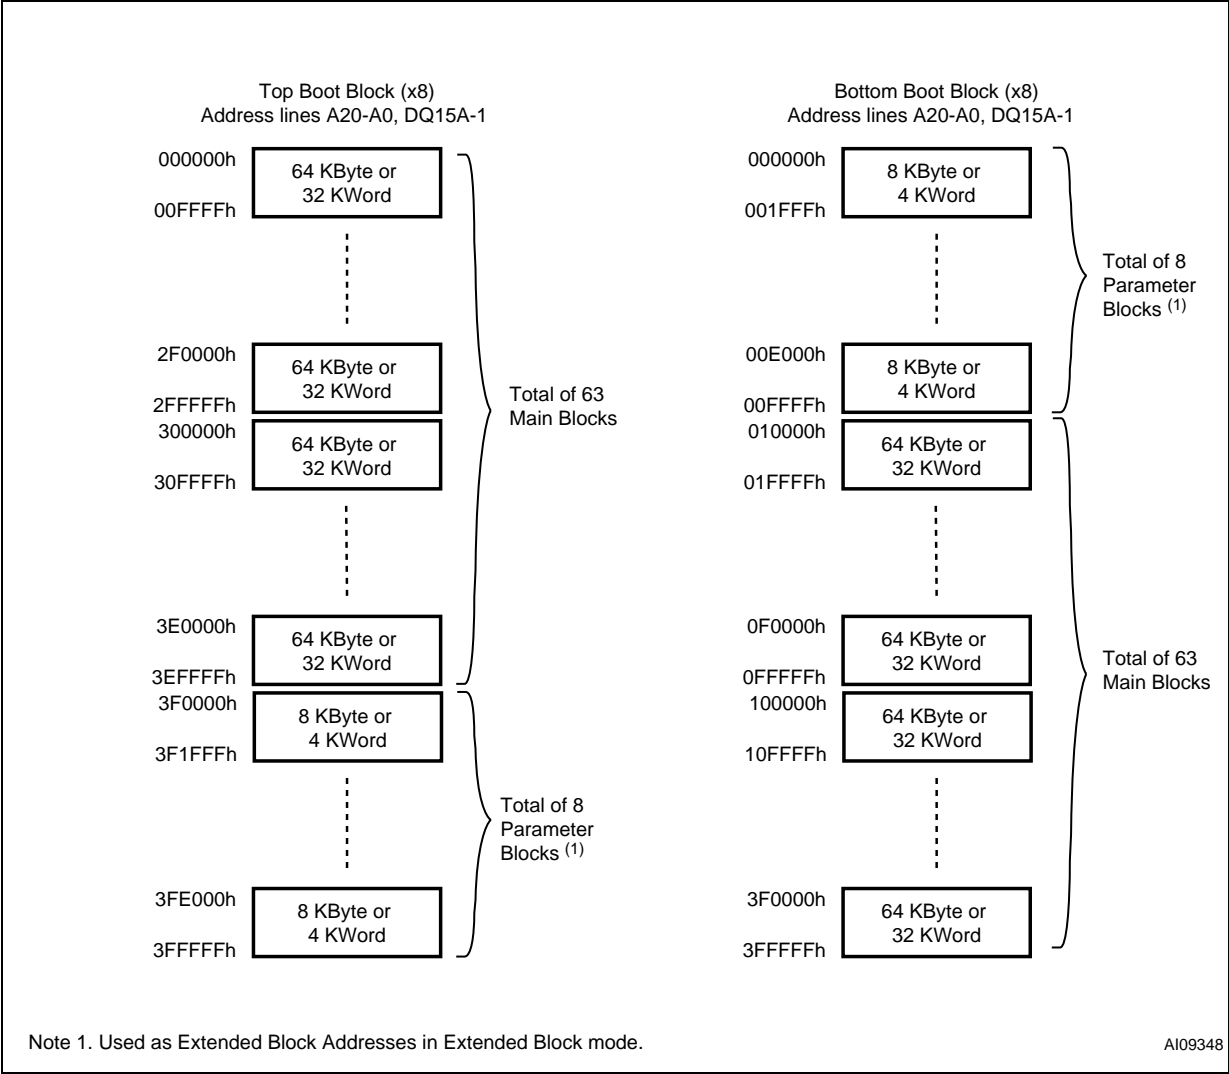 Top Boot Block (x8)
Address lines A20-A0, DQ15A-1
000000h
64 KByte or
32 KWord
00FFFFh
2F0000h
64 KByte or
32 KWord
2FFFFFh
300000h
64 KByte or
32 KWord
30FFFFh
Total of 63
Main Blocks
3E0000h
64 KByte or
32 KWord
3EFFFFh
3F0000h
8 KByte or
4 KWord
3F1FFFh
Total of 8
Parameter
Blocks (1)
3FE000h
8 KByte or
4 KWord
3FFFFFh
Bottom Boot Block (x8)
Address lines A20-A0, DQ15A-1
000000h
8 KByte or
4 KWord
001FFFh
Total of 8
Parameter
Blocks (1)
00E000h
8 KByte or
4 KWord
00FFFFh
010000h
64 KByte or
32 KWord
01FFFFh
0F0000h
64 KByte or
32 KWord
0FFFFFh
100000h
64 KByte or
32 KWord
10FFFFh
Total of 63
Main Blocks
3F0000h
64 KByte or
32 KWord
3FFFFFh
Note 1. Used as Extended Block Addresses in Extended Block mode.
AI09348